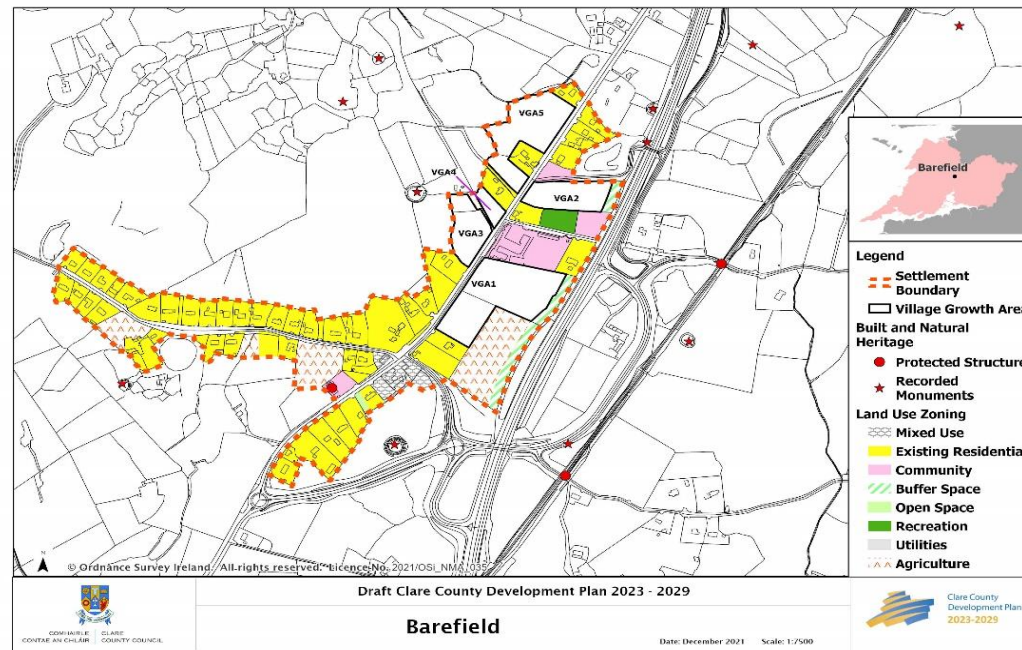 VGA5
VGA4
VGA2
VGA3
VGA1
Barefield
Legend
Settlement
Boundary
Village Growth Area
Built and Natural
Heritage
Protected Structure
Recorded
Monuments
Land Use Zoning
Mixed Use
Existing Residentia
Community
Buffer Space
Open Space
Recreation
Utilities
Agriculture
N
© Ordnance Survey Ireland. All rights reserved. Licence No. 2021/OSI_NMA_035
Draft Clare County Development Plan 2023 - 2029
Barefield
Date: December 2021 Scale: 1:7500
COMHAIRLE CONTAE AN CHLÁIR
CLARE COUNTY COUNCIL
Clare County
Development Plan
2023-2029